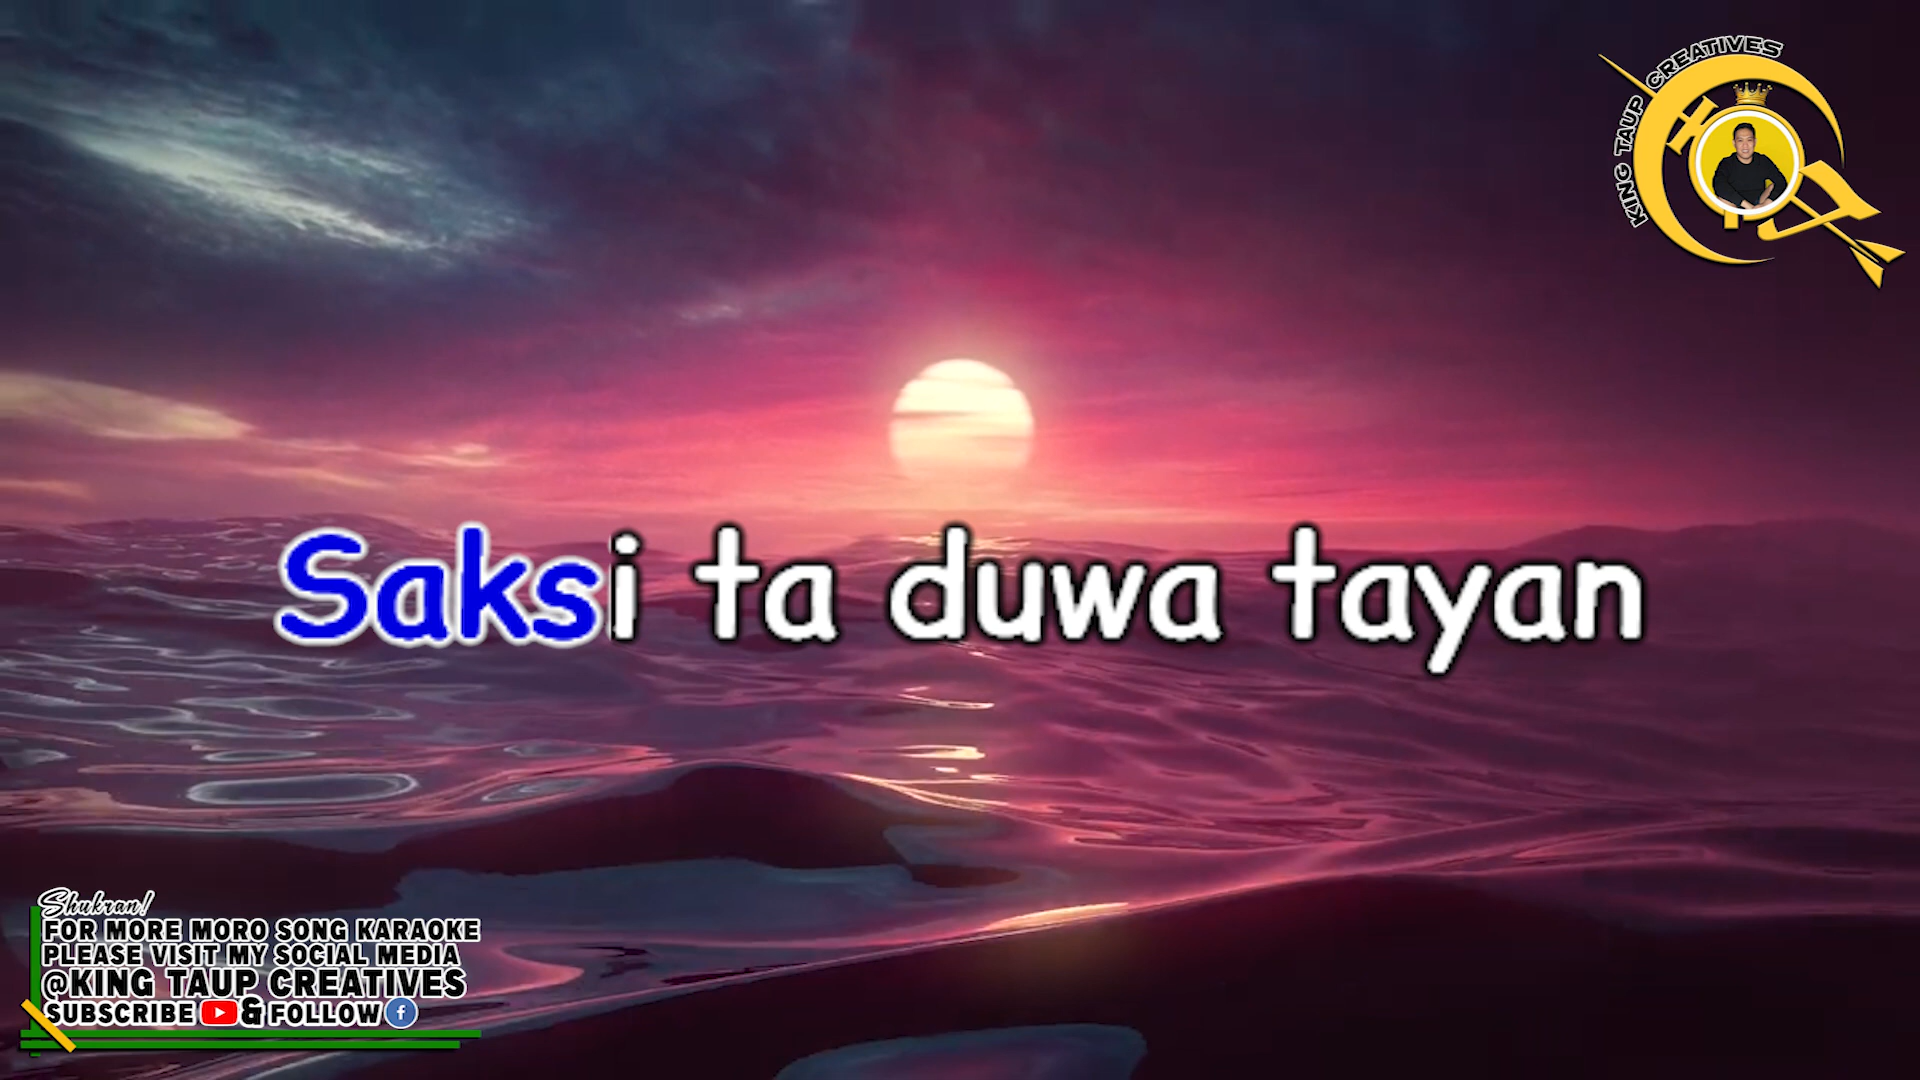 KING TAUP CREATIVES
Saksi ta duwa tayan
Shukran!
FOR MORE MORO SONG KARAOKE
PLEASE VISIT MY SOCIAL MEDIA
@KING TAUP CREATIVES
SUBSCRIBE & FOLLOW f